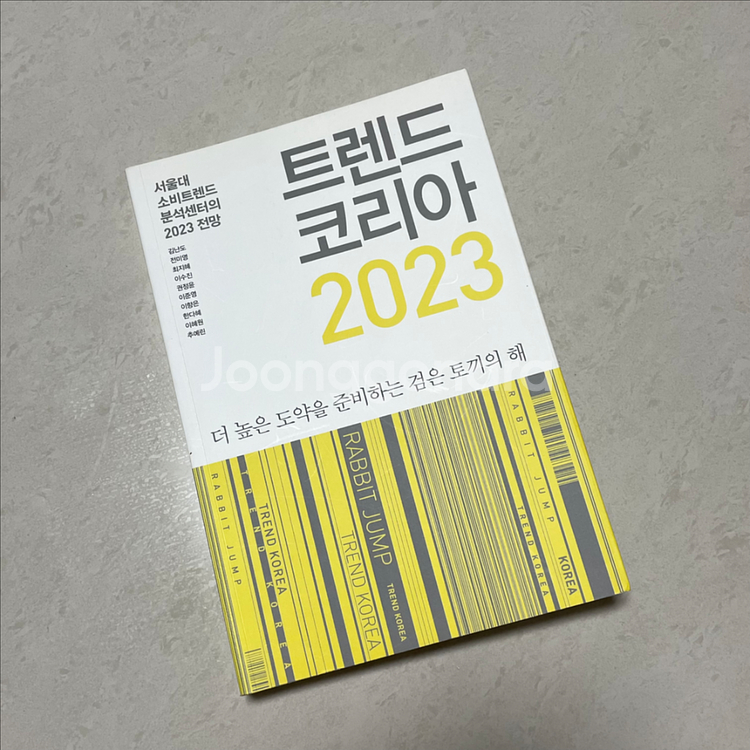 서울대
소비트렌드
분석센터의
2023 전망
김난도
전미영
최지혜
이수진
권정윤
이준영
이향은
한다혜
이혜원
추예린
트렌드
코리아
2023
Joonggonara
더 높은 도약을 준비하는 검은 토끼의 해
RABBIT JUMP
TREND KOREA
TREND KOREA
RABBIT JUMP
TREND KOREA
TREND KOREA
RABBIT JUMP
TREND KOREA
KOREA